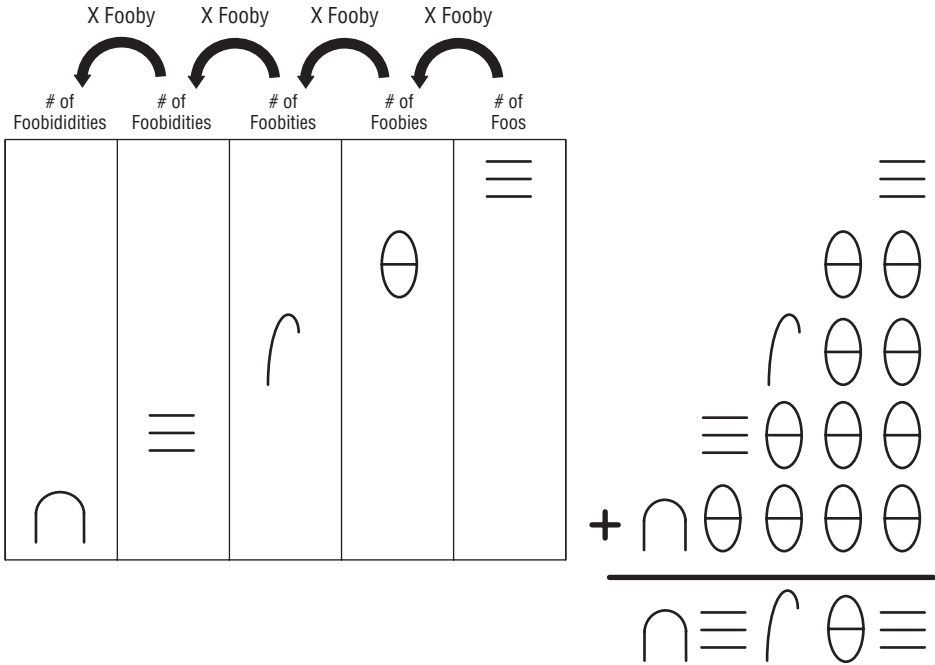 X Fooby X Fooby X Fooby X Fooby
# of Foobididities
# of Foobidities
# of Foobities
# of Foobies
# of Foos
+